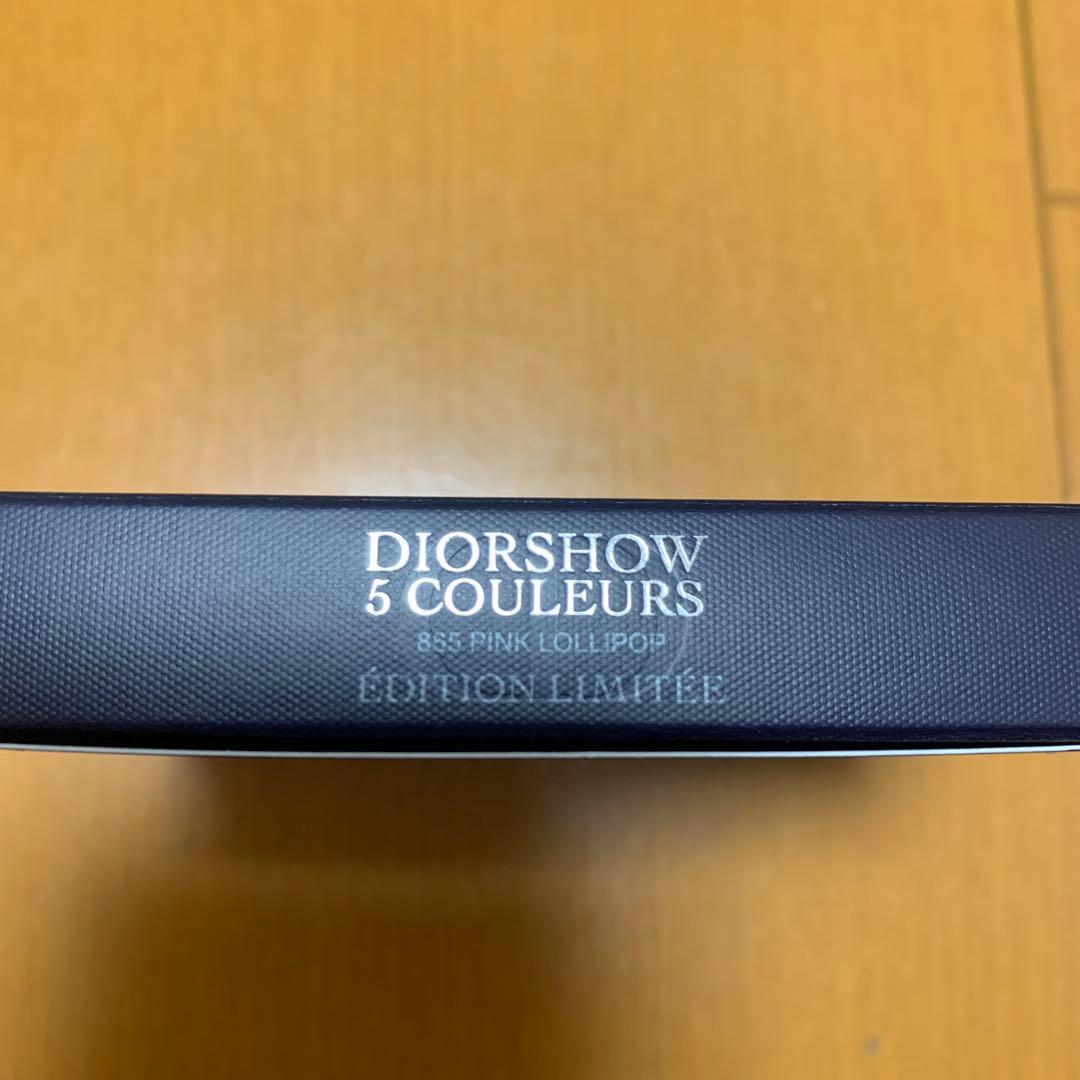 DIORSHOW
5 COULEURS
865 PINK LOLLIPOP
ÉDITION LIMITÉE